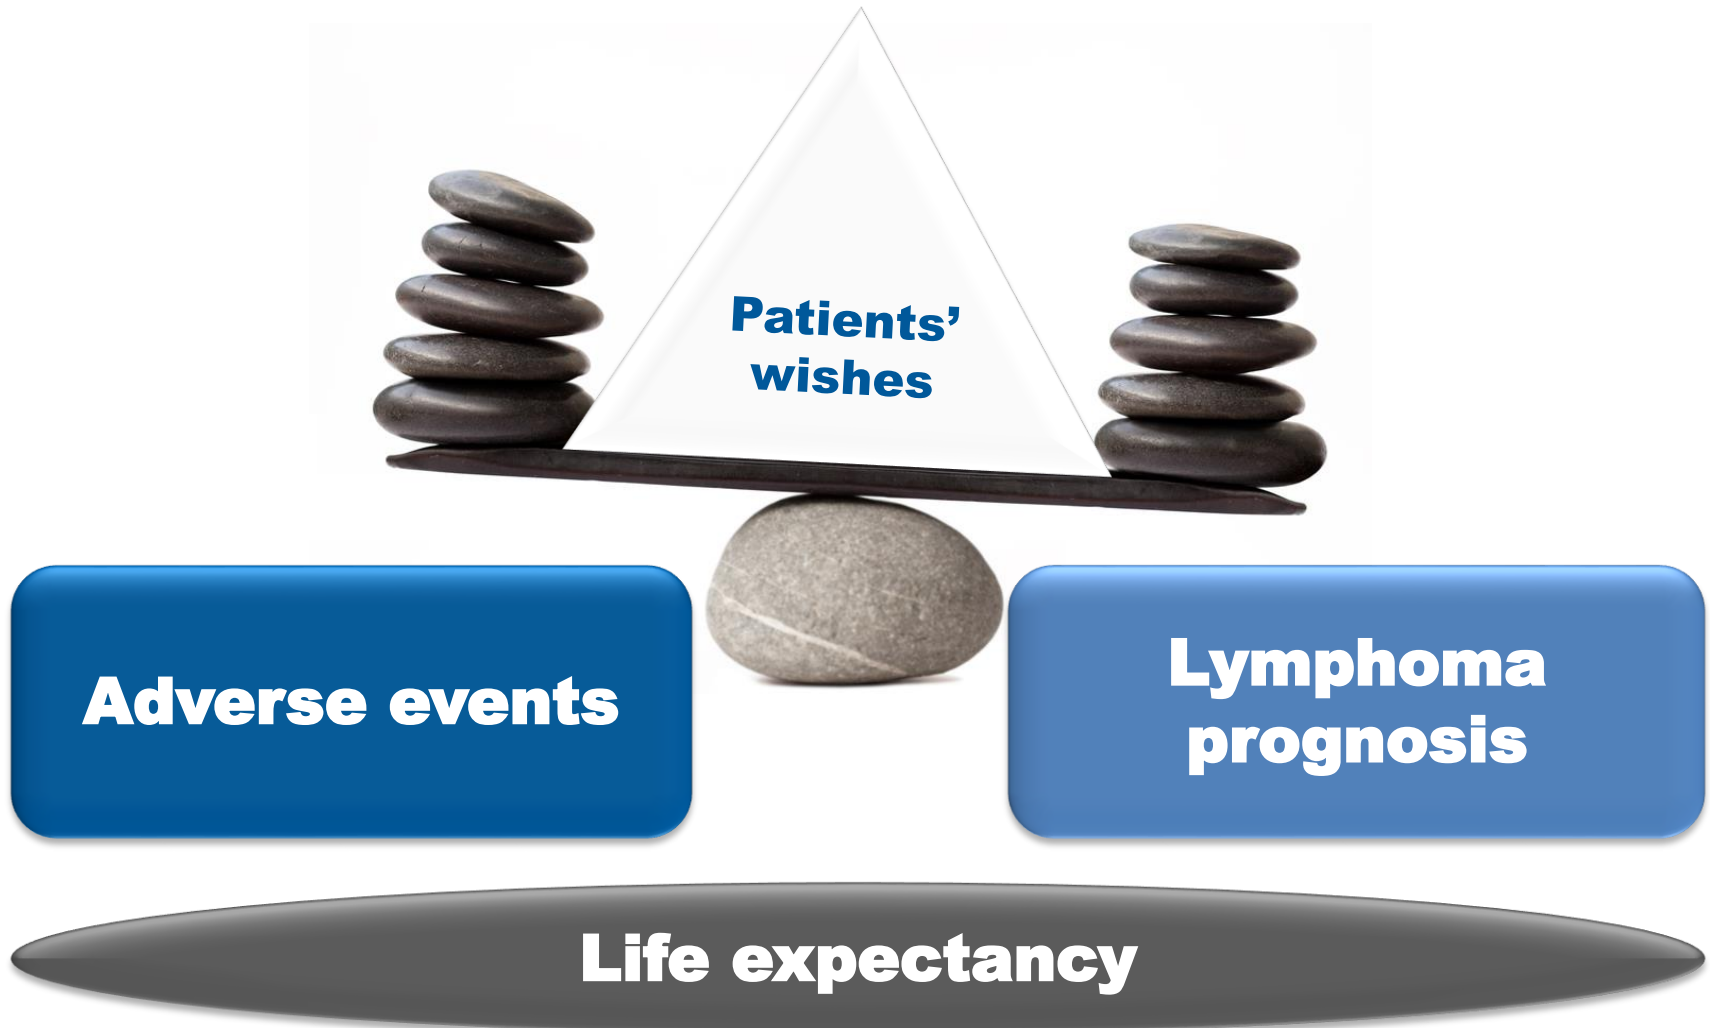 Patients’
wishes
Adverse events
Lymphoma
prognosis
Life expectancy